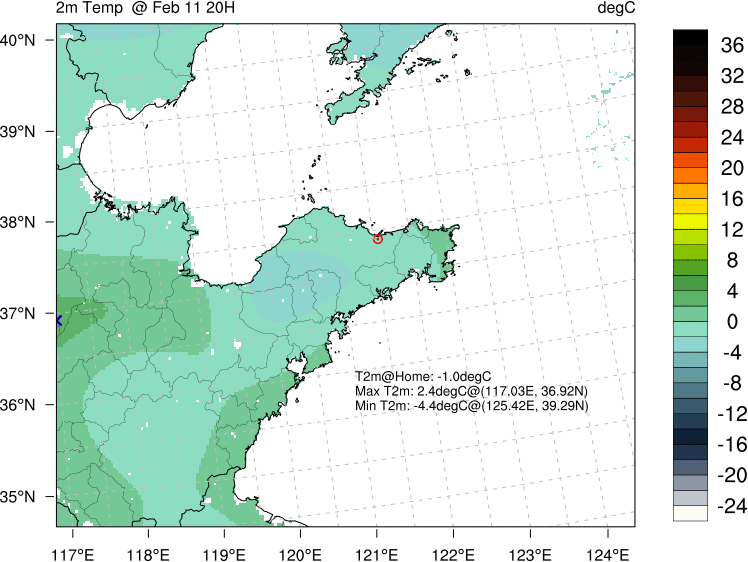 2m Temp @ Feb 11 20H
degC
40°N
39°N
38°N
37°N
36°N
35°N
117°E
118°E
119°E
120°E
121°E
122°E
123°E
124°E
T2m@Home: -1.0degC
Max T2m: 2.4degC@(117.03E, 36.92N)
Min T2m: -4.4degC@(125.42E, 39.29N)
36
32
28
24
20
16
12
8
4
0
-4
-8
-12
-16
-20
-24